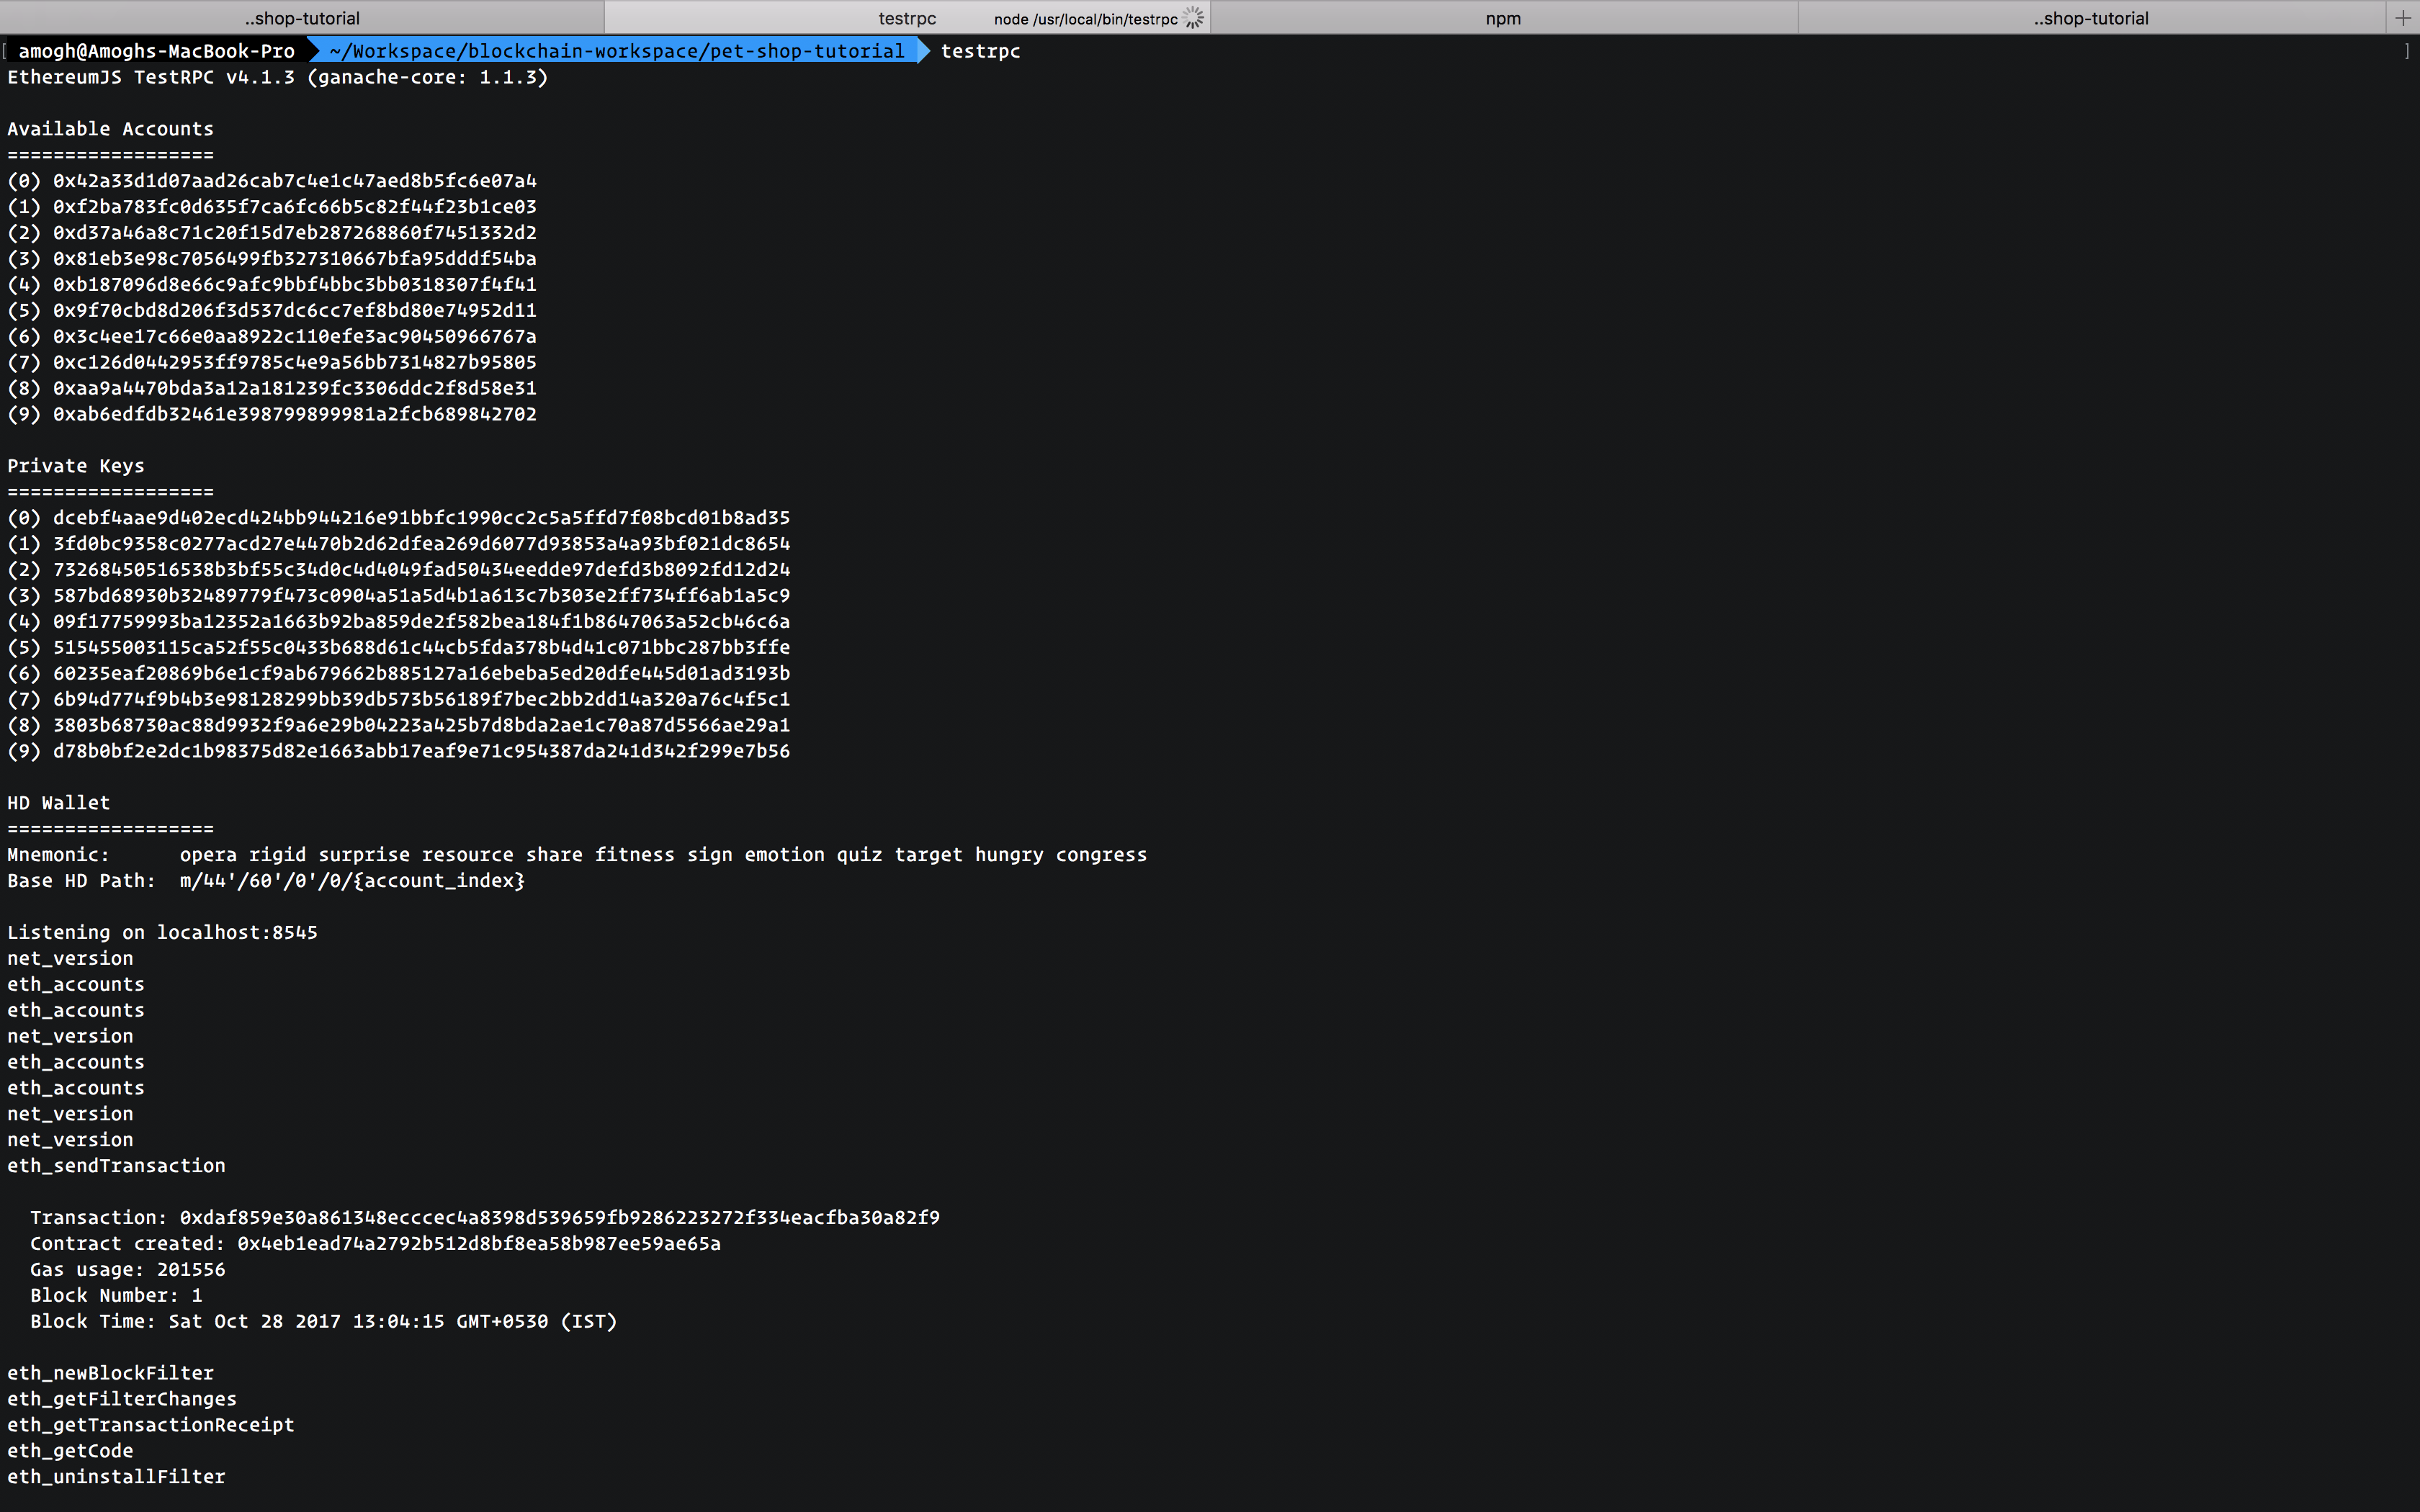 ..shop-tutorial
testrpc node /usr/local/bin/testrpc
npm
..shop-tutorial
+
amogh@Amoghs-MacBook-Pro ~/Workspace/blockchain-workspace/pet-shop-tutorial testrpc
EthereumJS TestRPC v4.1.3 (ganache-core: 1.1.3)
Available Accounts
==================
(0) 0x42a33d1d07aad26cab7c4e1c47aed8b5fc6e07a4
(1) 0xf2ba783fc0d635f7ca6fc66b5c82f44f23b1ce03
(2) 0xd37a46a8c71c20f15d7eb287268860f7451332d2
(3) 0x81eb3e98c7056499fb327310667bfa95dddf54ba
(4) 0xb187096d8e66c9afc9bbf4bbc3bb0318307f4f41
(5) 0x9f70cbd8d206f3d537dc6cc7ef8bd80e74952d11
(6) 0x3c4ee17c66e0aa8922c110efe3ac90450966767a
(7) 0xc126d0442953ff9785c4e9a56bb7314827b95805
(8) 0xaa9a4470bda3a12a181239fc3306ddc2f8d58e31
(9) 0xab6edfdb32461e398799899981a2fcb689842702
Private Keys
==================
(0) dcebf4aae9d402ecd424bb944216e91bbfc1990cc2c5a5ffd7f08bcd01b8ad35
(1) 3fd0bc9358c0277acd27e4470b2d62dfea269d6077d93853a4a93bf021dc8654
(2) 73268450516538b3bf55c34d0c4d4049fad50434eedde97defd3b8092fd12d24
(3) 587bd68930b32489779f473c0904a51a5d4b1a613c7b303e2ff734ff6ab1a5c9
(4) 09f17759993ba12352a1663b92ba859de2f582bea184f1b8647063a52cb46c6a
(5) 515455003115ca52f55c0433b688d61c44cb5fda378b4d41c071bbc287bb3ffe
(6) 60235eaf20869b6e1cf9ab679662b885127a16ebeba5ed20dfe445d01ad3193b
(7) 6b94d774f9b4b3e98128299bb39db573b56189f7bec2bb2dd14a320a76c4f5c1
(8) 3803b68730ac88d9932f9a6e29b04223a425b7d8bda2ae1c70a87d5566ae29a1
(9) d78b0bf2e2dc1b98375d82e1663abb17eaf9e71c954387da241d342f299e7b56
HD Wallet
==================
Mnemonic:      opera rigid surprise resource share fitness sign emotion quiz target hungry congress
Base HD Path:  m/44'/60'/0'/0/{account_index}
Listening on localhost:8545
net_version
eth_accounts
eth_accounts
net_version
eth_accounts
eth_accounts
net_version
net_version
eth_sendTransaction
Transaction: 0xdaf859e30a861348ecccec4a8398d539659fb9286223272f334eacfba30a82f9
Contract created: 0x4eb1ead74a2792b512d8bf8ea58b987ee59ae65a
Gas usage: 201556
Block Number: 1
Block Time: Sat Oct 28 2017 13:04:15 GMT+0530 (IST)
eth_newBlockFilter
eth_getFilterChanges
eth_getTransactionReceipt
eth_getCode
eth_uninstallFilter